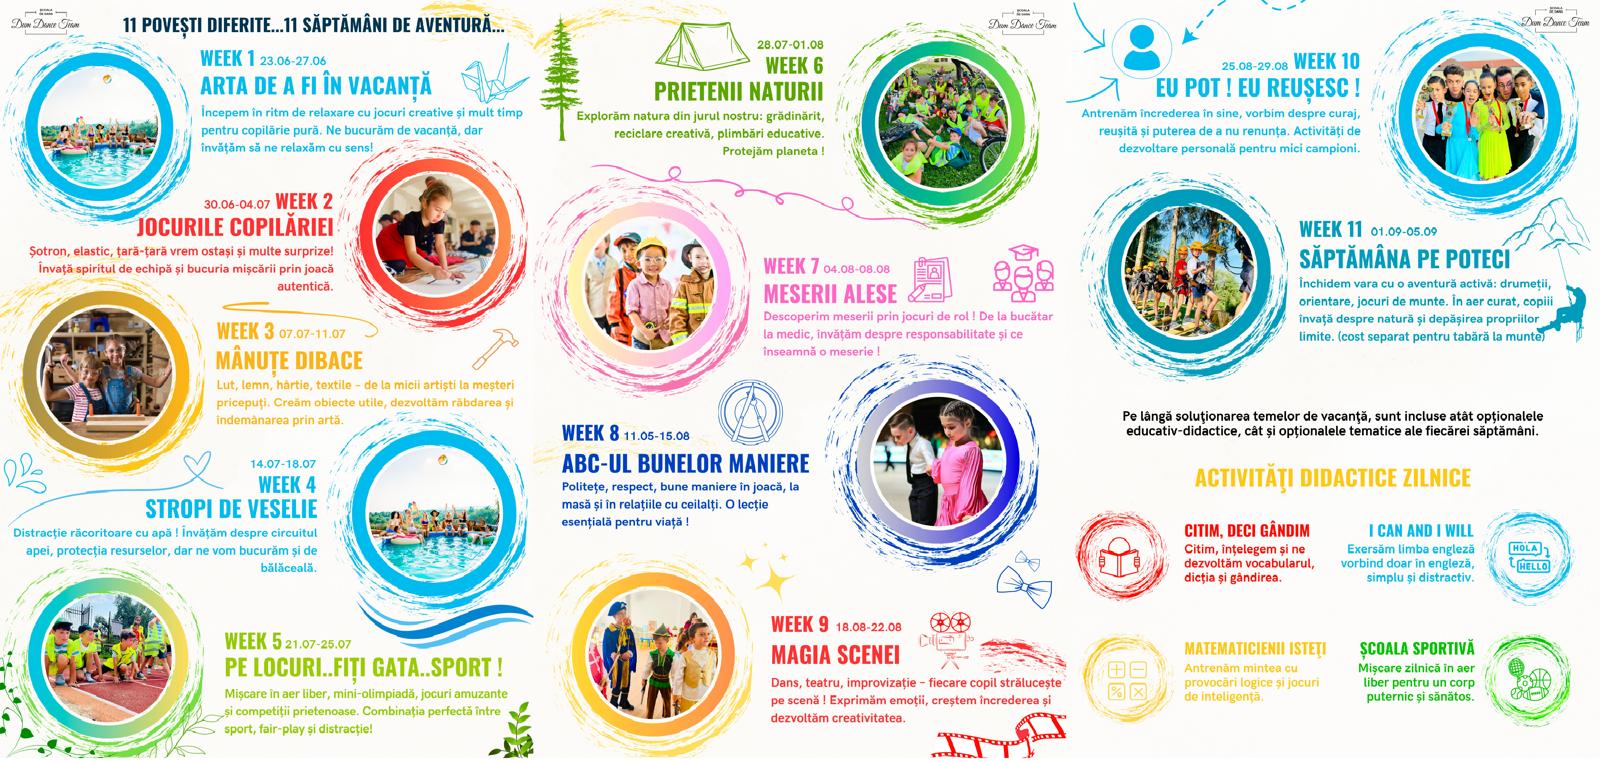 ȘCOALA
DE DANS
Dum Dance Team
11 POVEȘTI DIFERITE...11 SĂPTĂMÂNI DE AVENTURĂ...
WEEK 1 23.06-27.06
ARTA DE A FI ÎN VACANȚĂ
Începem în ritm de relaxare cu jocuri creative și mult timp
pentru copilărie pură. Ne bucurăm de vacanță, dar
învățăm să ne relaxăm cu sens!
30.06-04.07 WEEK 2
JOCURILE COPILĂRIEI
Șotron, elastic, țară-țară vrem ostași și multe surprize!
Învață spiritul de echipă și bucuria mișcării prin joacă
autentică.
WEEK 3 07.07-11.07
MÂNUȚE DIBACE
Lut, lemn, hârtie, textile - de la micii artiști la meșteri
pricepuți. Creăm obiecte utile, dezvoltăm răbdarea și
indemânarea prin artă.
14.07-18.07
WEEK 4
STROPI DE VESELIE
Distracție răcoritoare cu apă ! Învățăm despre circuitul
apei, protecția resurselor, dar ne vom bucurăm și de
bălăceală.
WEEK 5 21.07-25.07
PE LOCURI..FIȚI GATA..SPORT !
Mișcare în aer liber, mini-olimpiadă, jocuri amuzante
și competiții prietenoase. Combinația perfectă între
sport, fair-play și distracție!
ȘCOALA
DE DANS
Dum Dance Team
28.07-01.08
WEEK 6
PRIETENII NATURII
Explorăm natura din jurul nostru: grădinărit,
reciclare creativă, plimbări educative.
Protejăm planeta !
WEEK 7 04.08-08.08
MESERII ALESE
Descoperim meserii prin jocuri de rol ! De la bucătar
la medic, învățăm despre responsabilitate și ce
înseamnă o meserie !
WEEK 8 11.05-15.08
ABC-UL BUNELOR MANIERE
Politețe, respect, bune maniere în joacă, la
masă și în relațiile cu ceilalți. O lecție
esențială pentru viață !
WEEK 9 18.08-22.08
MAGIA SCENEI
Dans, teatru, improvizație - fiecare copil strălucește
pe scenă ! Exprimăm emoții, creștem încrederea și
dezvoltăm creativitatea.
ȘCOALA
DE DANS
Dum Dance Team
25.08-29.08 WEEK 10
EU POT ! EU REUȘESC !
Antrenăm încrederea în sine, vorbim despre curaj,
reușită și puterea de a nu renunța. Activități de
dezvoltare personală pentru mici campioni.
WEEK 11 01.09-05.09
SĂPTĂMÂNA PE POTECI
Închidem vara cu o aventură activă: drumeții,
orientare, jocuri de munte. În aer curat, copiii
învață despre natură și depășirea propriilor
limite. (cost separat pentru tabără la munte)
Pe lângă soluționarea temelor de vacanță, sunt incluse atât opționalele
educativ-didactice, cât și opționalele tematice ale fiecărei săptămâni.
ACTIVITĂŢI DIDACTICE ZILNICE
CITIM, DECI GÂNDIM
Citim, înțelegem și ne
dezvoltăm vocabularul,
dicția și gândirea.
I CAN AND I WILL
Exersăm limba engleză
vorbind doar în engleză,
simplu și distractiv.
HOLA
HELLO
MATEMATICIENII ISTEȚI
Antrenăm mintea cu
provocări logice și jocuri
de inteligență.
ȘCOALA SPORTIVĂ
Mișcare zilnică în aer
liber pentru un corp
puternic și sănătos.